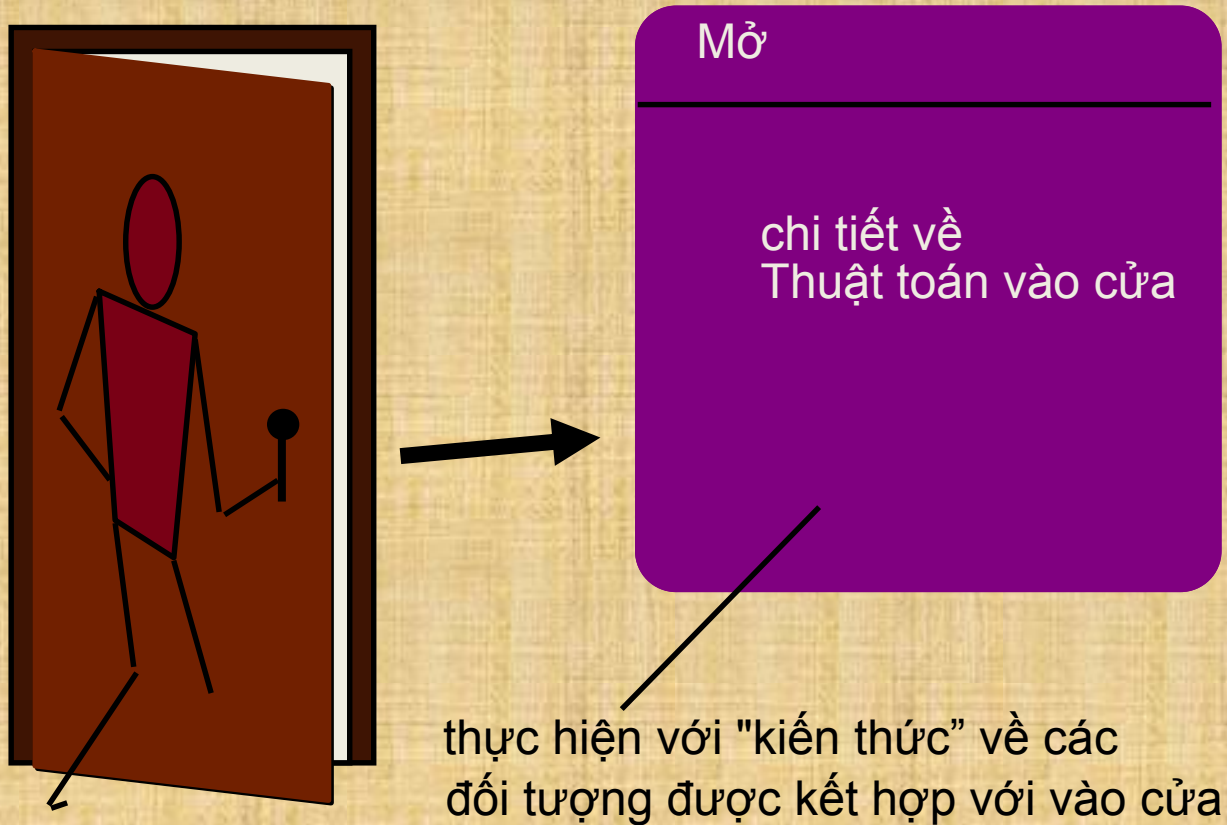 Mở
chi tiết về
Thuật toán vào cửa
thực hiện với "kiến thức” về các
đối tượng được kết hợp với vào cửa